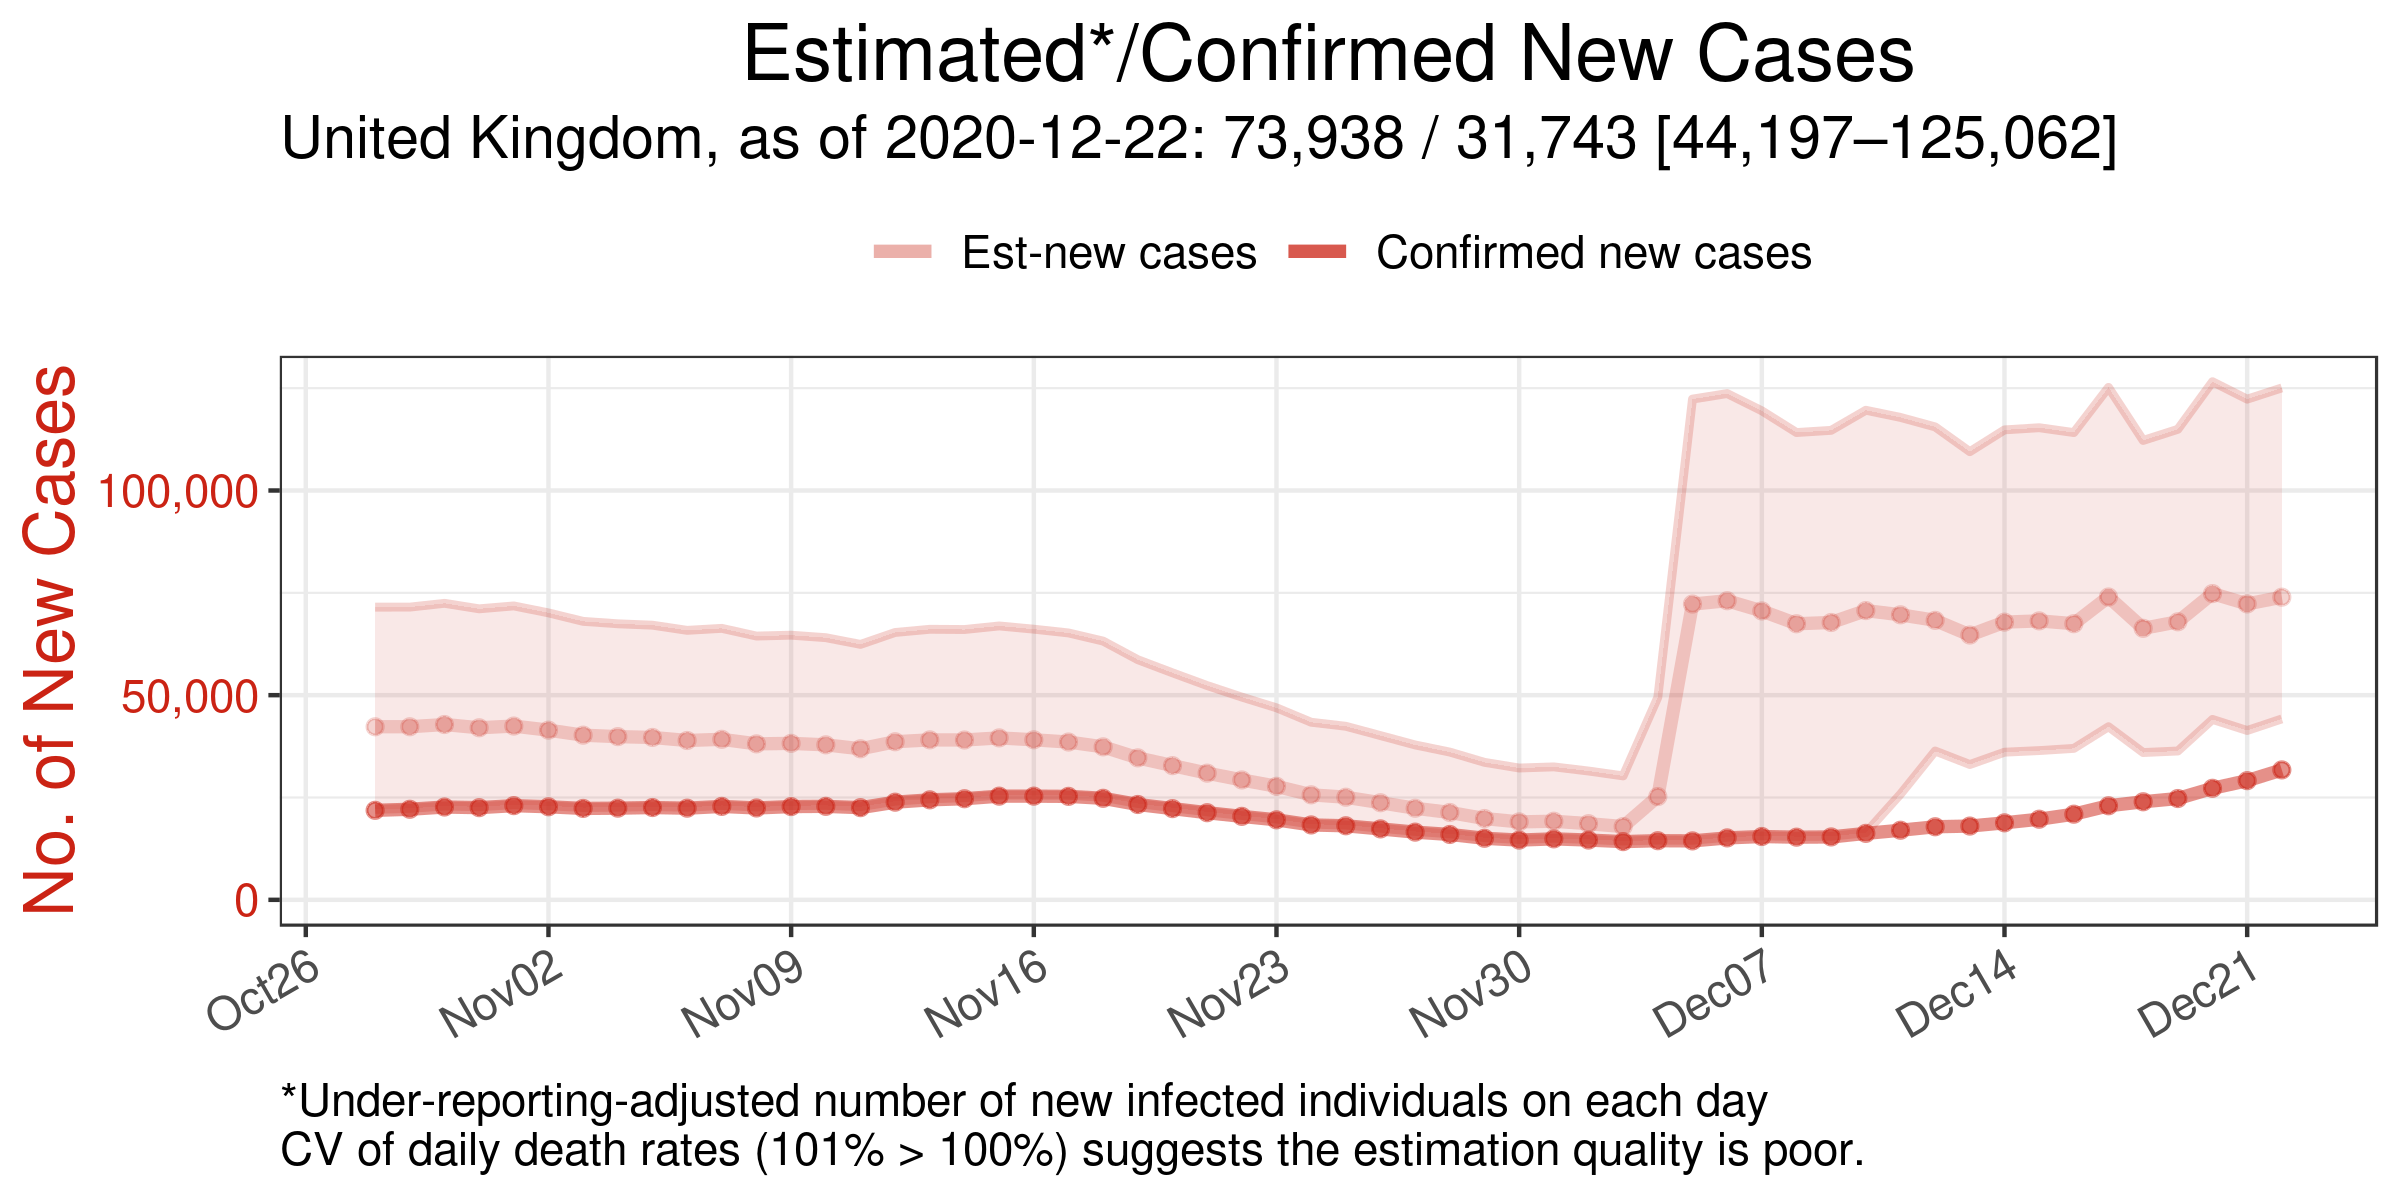 Estimated*/Confirmed New Cases
United Kingdom, as of 2020-12-22: 73,938 / 31,743 [44,197–125,062]
Est-new cases
Confirmed new cases
No. of New Cases
100,000
50,000
0
Oct26
Nov02
Nov09
Nov16
Nov23
Nov30
Dec07
Dec14
Dec21
*Under-reporting-adjusted number of new infected individuals on each day
CV of daily death rates (101% > 100%) suggests the estimation quality is poor.